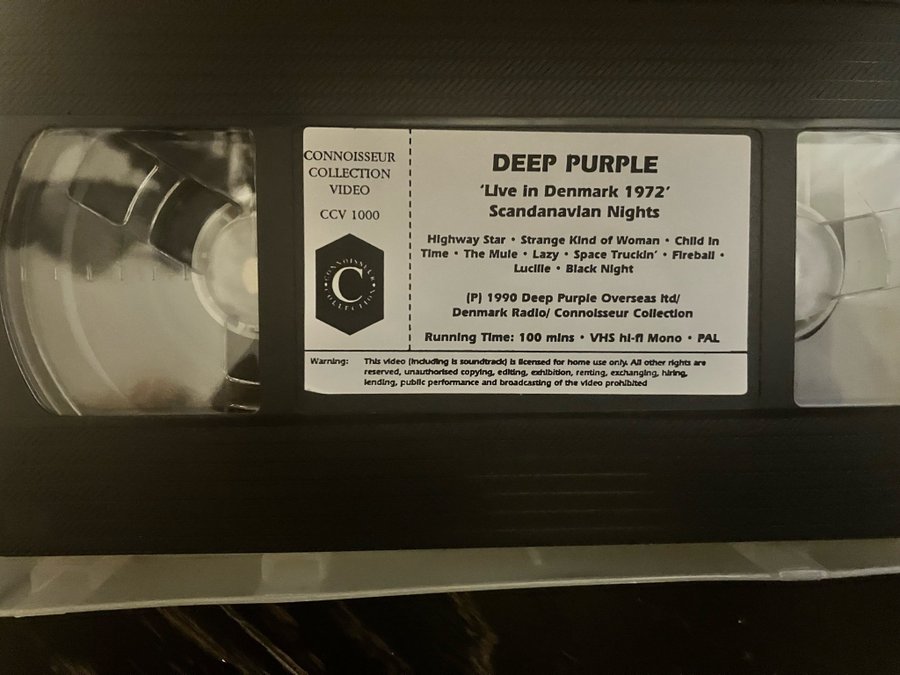 CONNOISSEUR
COLLECTION
VIDEO
CCV 1000
CONNOISSEUR
C
COLLECTION
DEEP PURPLE
'Live in Denmark 1972'
Scandanavian Nights
Highway Star • Strange Kind of Woman • Child In
Time • The Mule • Lazy • Space Truckin' • Fireball •
Lucille • Black Night
(P) 1990 Deep Purple Overseas ltd/
Denmark Radio/ Connoisseur Collection
Running Time: 100 mins • VHS hi-fi Mono • PAL
Warning: This video (including is soundtrack) is licensed for home use only. All other rights are
reserved, unauthorised copying, editing, exhibition, renting, exchanging, hiring,
lending, public performance and broadcasting of the video prohibited